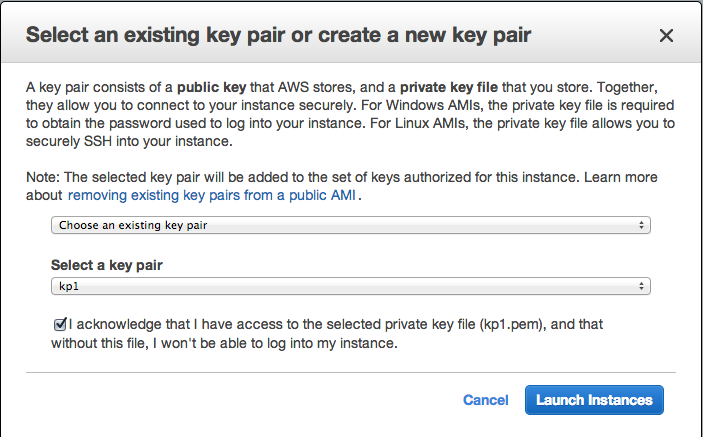 Select an existing key pair or create a new key pair
A key pair consists of a public key that AWS stores, and a private key file that you store. Together,
they allow you to connect to your instance securely. For Windows AMIs, the private key file is required
to obtain the password used to log into your instance. For Linux AMIs, the private key file allows you to
securely SSH into your instance.
Note: The selected key pair will be added to the set of keys authorized for this instance. Learn more
about removing existing key pairs from a public AMI.
Choose an existing key pair
Select a key pair
kp1
I acknowledge that I have access to the selected private key file (kp1.pem), and that
without this file, I won't be able to log into my instance.
Cancel Launch Instances